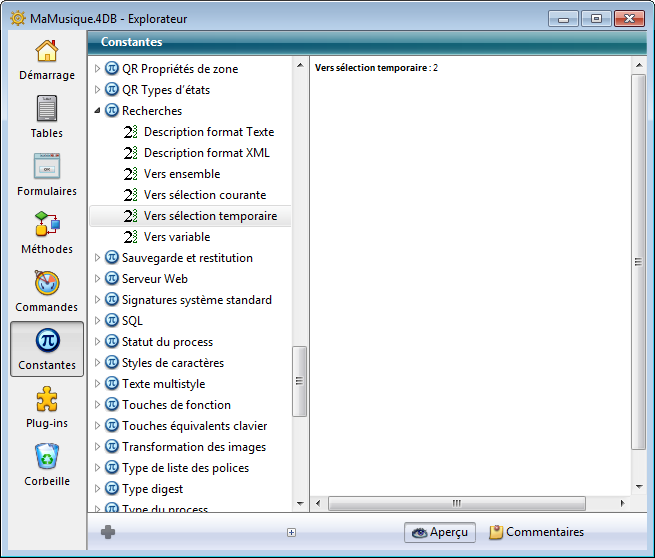 MaMusique.4DB - Explorateur
Constantes
Démarrage
Tables
Formulaires
Méthodes
Commandes
Constantes
Plug-ins
Corbeille
QR Propriétés de zone
QR Types d'états
Recherches
Description format Texte
Description format XML
Vers ensemble
Vers sélection courante
Vers sélection temporaire
Vers variable
Sauvegarde et restitution
Serveur Web
Signatures système standard
SQL
Statut du process
Styles de caractères
Texte multistyle
Touches de fonction
Touches équivalents clavier
Transformation des images
Type de liste des polices
Type digest
Type du process
Vers sélection temporaire : 2
Aperçu
Commentaires